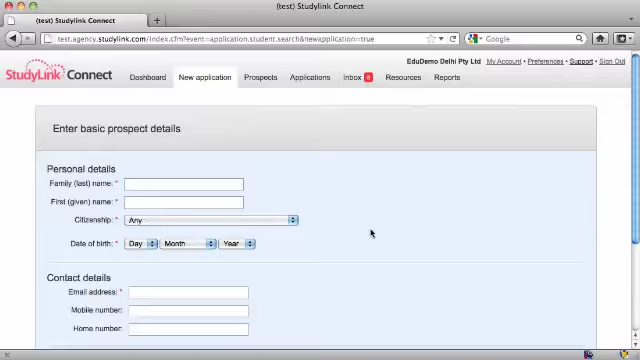 (test) Studylink Connect
(test) Studylink Connect
test.agency.studylink.com/index.cfm?event=application.student.search&newapplication=true
Google
EduDemo Delhi Pty Ltd My Account Preferences Support Sign Out
StudyLink Connect
Dashboard New application Prospects Applications Inbox 6 Resources Reports
Enter basic prospect details
Personal details
Family (last) name: *
First (given) name: *
Citizenship: * Any
Date of birth: * Day Month Year
Contact details
Email address: *
Mobile number:
Home number: